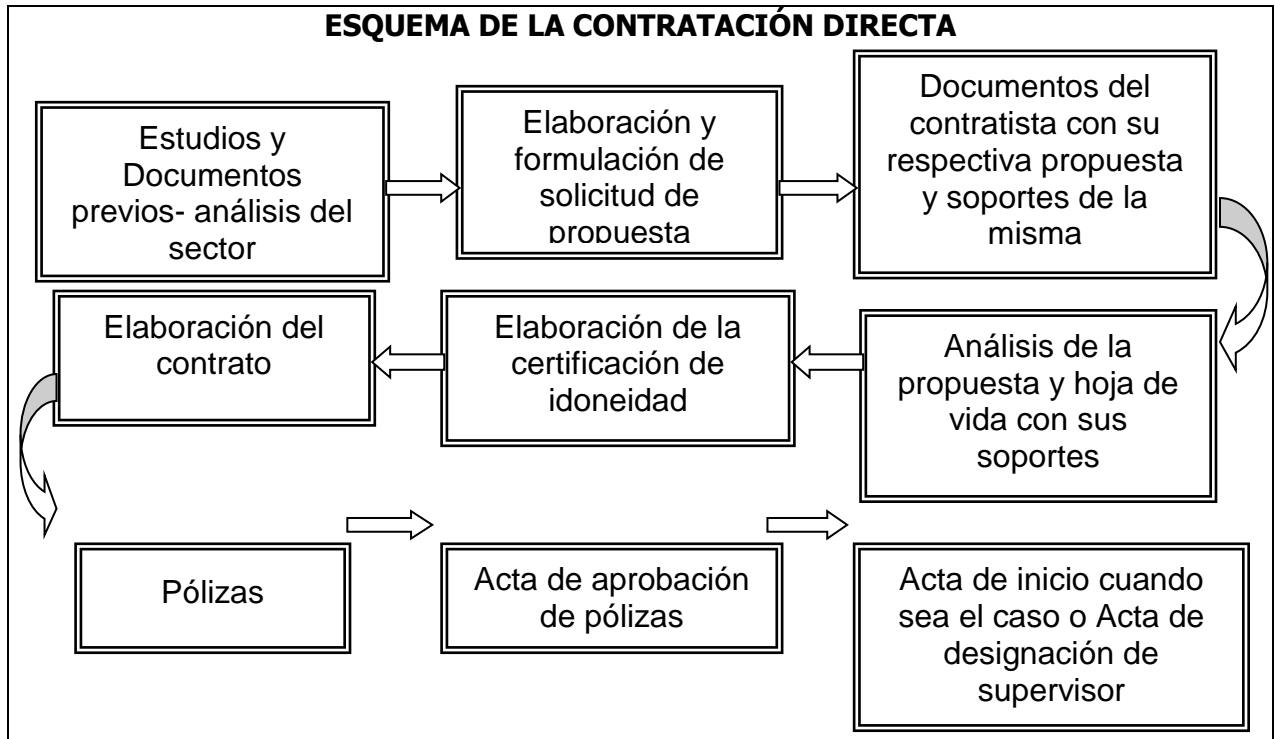 ESQUEMA DE LA CONTRATACIÓN DIRECTA
Estudios y
Documentos
previos- análisis del
sector
Elaboración y
formulación de
solicitud de
propuesta
Documentos del
contratista con su
respectiva propuesta
y soportes de la
misma
Análisis de la
propuesta y hoja de
vida con sus
soportes
Elaboración de la
certificación de
idoneidad
Elaboración del
contrato
Pólizas
Acta de aprobación
de pólizas
Acta de inicio cuando
sea el caso o Acta de
designación de
supervisor